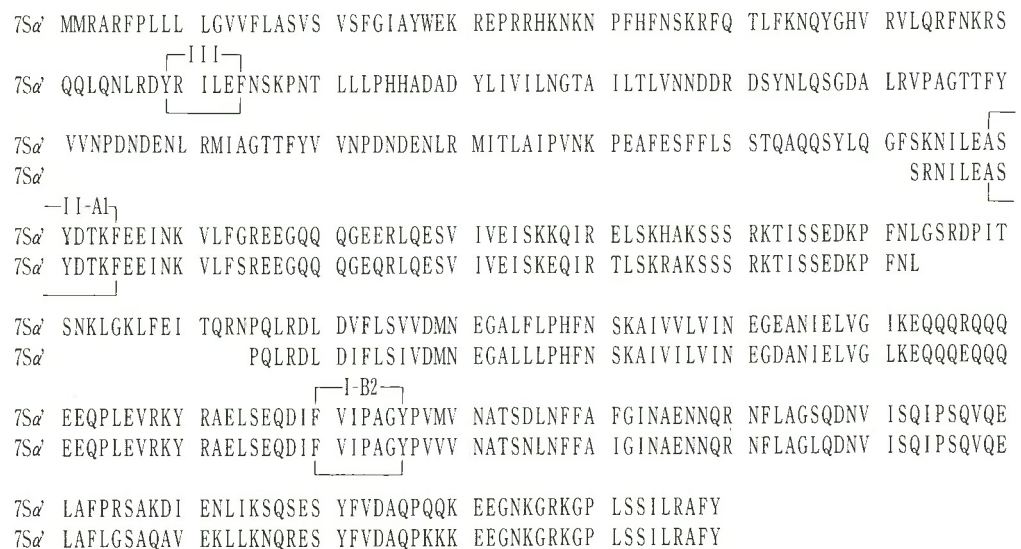 7Sα' MMRARFPLLL LGVVFLASVS VSFGIAYWEK REPRRHKNKN PFHFNSKRFQ TLFKNQYGHV RVLQRFNKRS
III
7Sα' QQLQNLRDYR ILEFNSKPNT LLLPHHADAD YLIVILNGTA ILTLVNNDDR DSYNLQSGDA LRVPAGTTFY
7Sα' VVNPDNDENL RMIAGTTFYV VNPDNDENLR MITLAIPVNK PEAFESFFLS STQAQQSYLQ GFSKNILEAS
7Sα' SRNILEAS
II-A1
7Sα' YDTKFEEINK VLFGREEGQQ QGEERLQESV IVEISKKQIR ELSKHAKSSS RKTISSEDKP FNLGSRDPIT
7Sα' YDTKFEEINK VLFSREEGQQ QGEQRLQESV IVEISKEQIR TLSKRAKSSS RKTISSEDKP FNL
7Sα' SNKLGKLFEI TQRNPQLRDL DVFLSVVDMN EGALFLPHFN SKAIVVLVIN EGEANIELVG IKEQQQRQQQ
7Sα' PQLRDL DIFLSIVDMN EGALLLPHFN SKAIVILVIN EGDANIELVG LKEQQQEQQQ
I-B2
7Sα' EEQPLEVRKY RAELSEQDIF VIPAGYPVMV NATSDLNFFA FGINAENNQR NFLAGSQDNV ISQIPSQVQE
7Sα' EEQPLEVRKY RAELSEQDIF VIPAGYPVVV NATSNLNFFA IGINAENNQR NFLAGLQDNV ISQIPSQVQE
7Sα' LAFPRSAKDI ENLIKSQSES YFVDAQPQQK EEGNKGRKGP LSSILRAFY
7Sα' LAFLGSAQAV EKLLKNQRES YFVDAQPKKK EEGNKGRKGP LSSILRAFY